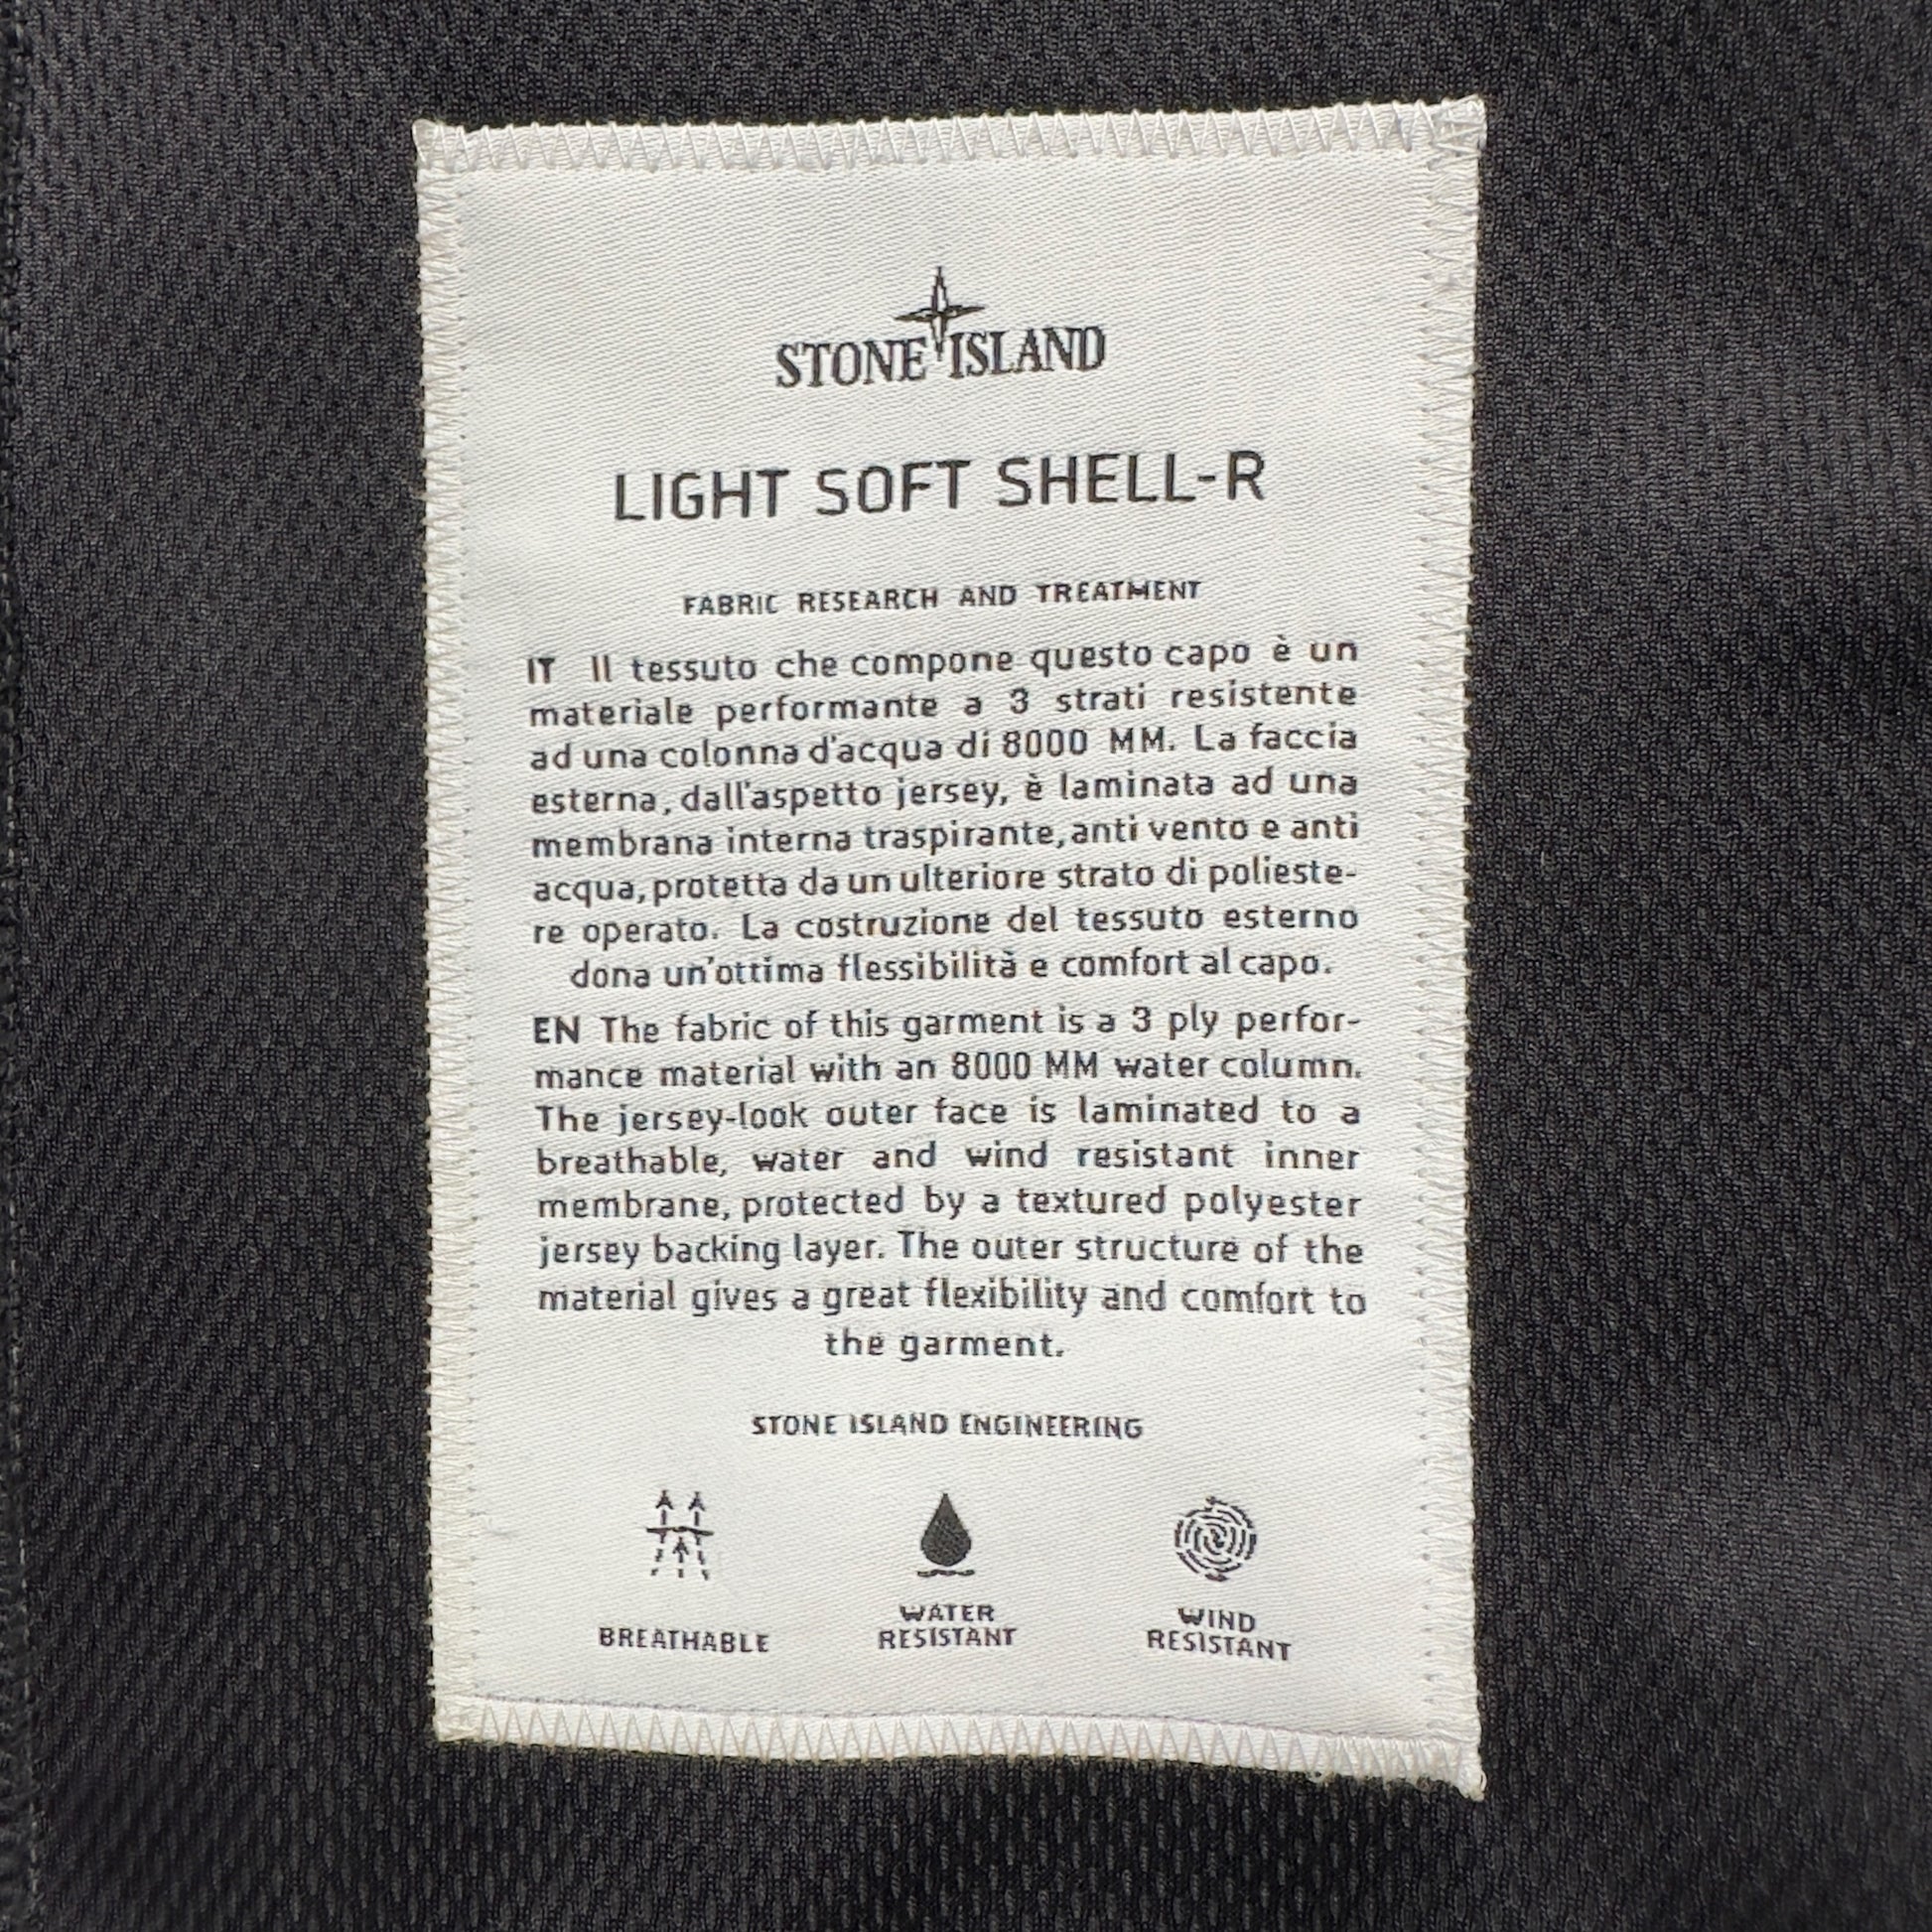 STONE ISLAND
LIGHT SOFT SHELL-R
FABRIC RESEARCH AND TREATMENT
IT Il tessuto che compone questo capo è un
materiale performante a 3 strati resistente
ad una colonna d'acqua di 8000 MM. La faccia
esterna, dall'aspetto jersey, è laminata ad una
membrana interna traspirante, anti vento e anti
acqua, protetta da un ulteriore strato di polieste-
re operato. La costruzione del tessuto esterno
dona un'ottima flessibilità e comfort al capo.
EN The fabric of this garment is a 3 ply perfor-
mance material with an 8000 MM water column.
The jersey-look outer face is laminated to a
breathable, water and wind resistant inner
membrane, protected by a textured polyester
jersey backing layer. The outer structure of the
material gives a great flexibility and comfort to
the garment.
STONE ISLAND ENGINEERING
BREATHABLE
WATER
RESISTANT
WIND
RESISTANT